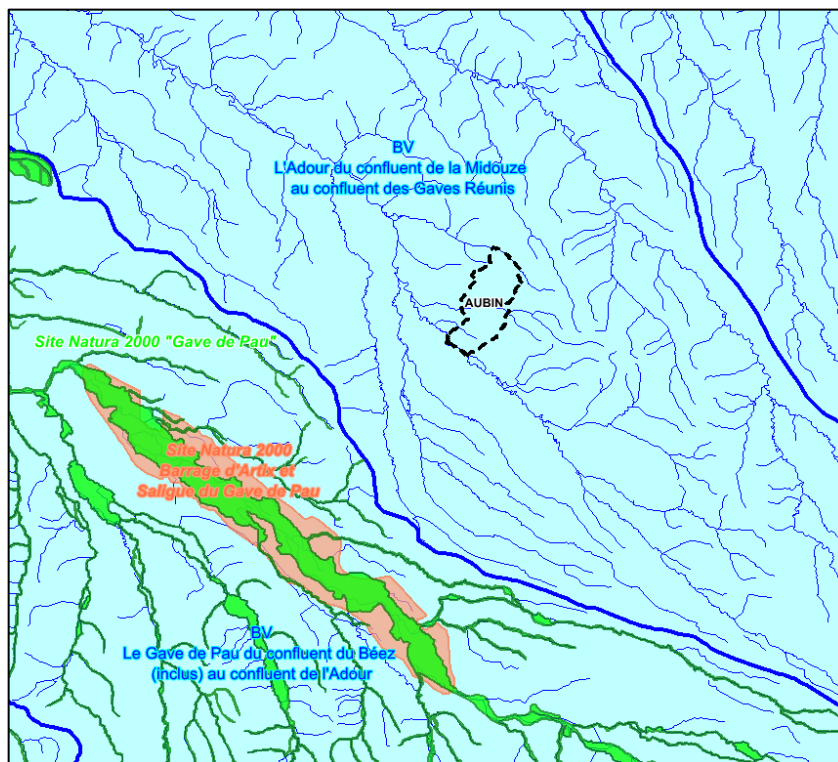 BV
L'Adour du confluent de la Midouze
au confluent des Gaves Réunis
AUBIN
Site Natura 2000 "Gave de Pau"
Site Natura 2000
Barrage d'Artix et
Saligue du Gave de Pau
BV
Le Gave de Pau du confluent du Béez
(inclus) au confluent de l'Adour